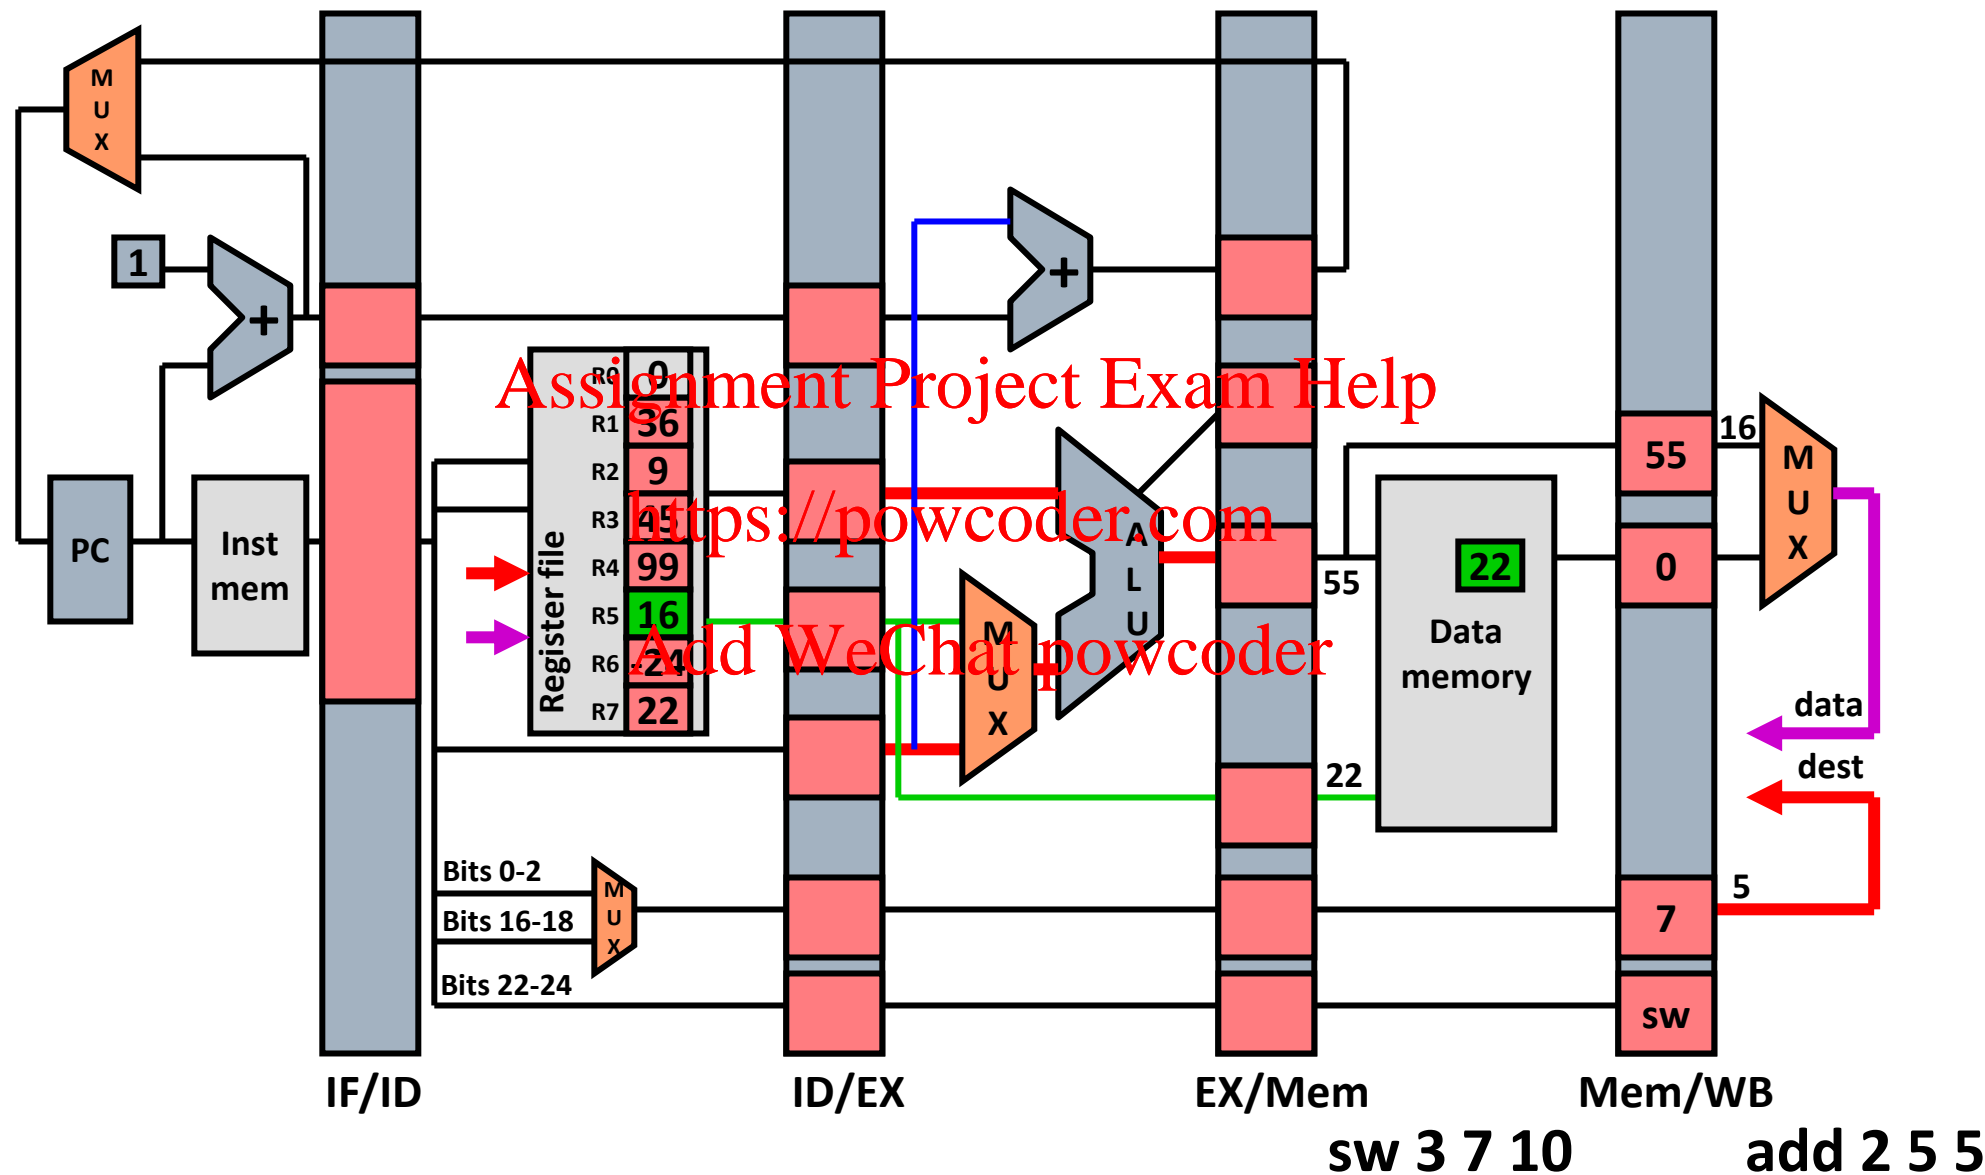 M
U
X
1
+
+
PC
Inst
mem
Register file
R0 0
R1 36
R2 9
R3 45
R4 99
R5 16
R6 -24
R7 22
M
U
X
A
L
U
55
22
22
Data
memory
55
16
0
M
U
X
data
dest
7
5
sw
Bits 0-2
Bits 16-18
Bits 22-24
M
U
X
Assignment Project Exam Help
https://powcoder.com
Add WeChat powcoder
IF/ID
ID/EX
EX/Mem
Mem/WB
sw 3 7 10
add 2 5 5